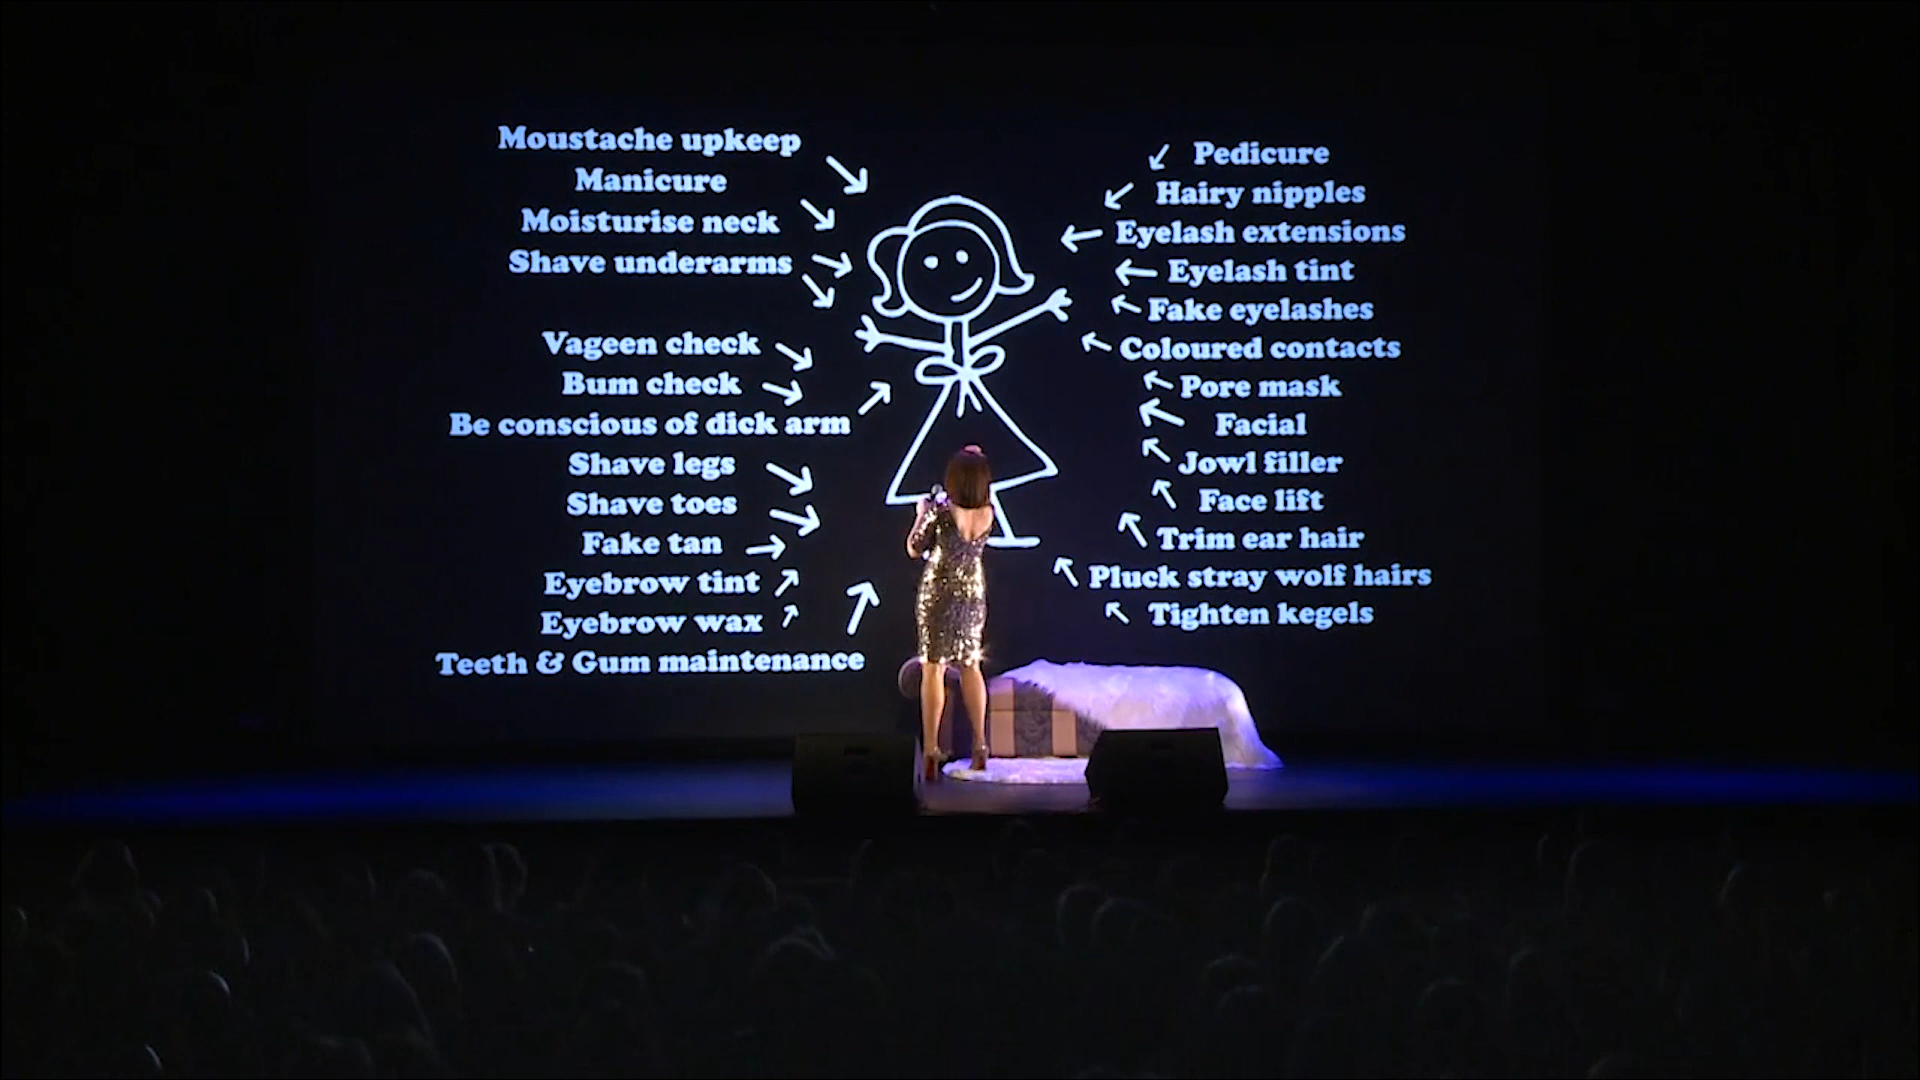 Moustache upkeep
Manicure
Moisturise neck
Shave underarms
Vageen check
Bum check
Be conscious of dick arm
Shave legs
Shave toes
Fake tan
Eyebrow tint
Eyebrow wax
Teeth & Gum maintenance
Pedicure
Hairy nipples
Eyelash extensions
Eyelash tint
Fake eyelashes
Coloured contacts
Pore mask
Facial
Jowl filler
Face lift
Trim ear hair
Pluck stray wolf hairs
Tighten kegels